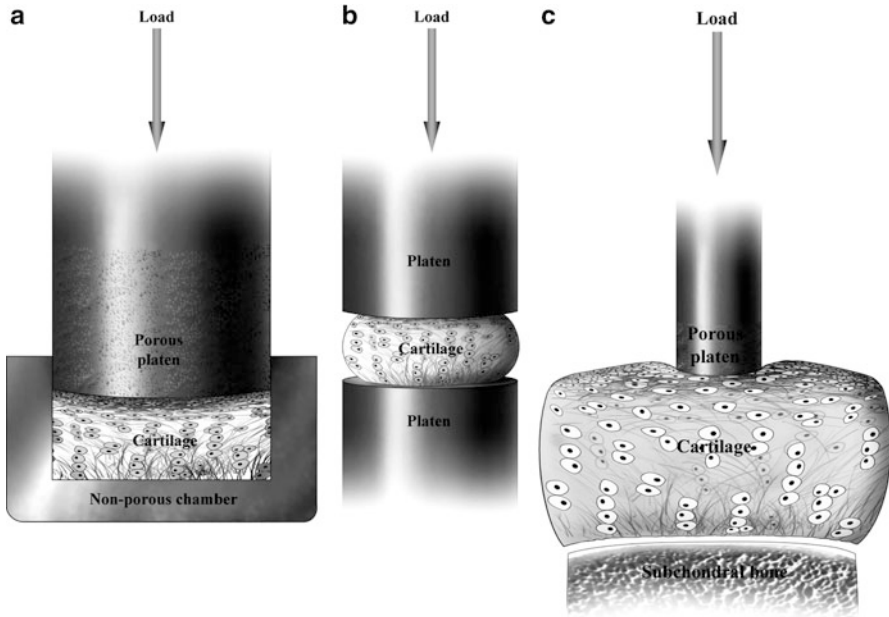 a
Load
Porous
platen
Cartilage
Non-porous chamber
b
Load
Platen
Cartilage
Platen
c
Load
Porous
platen
Cartilage
Subchondral bone